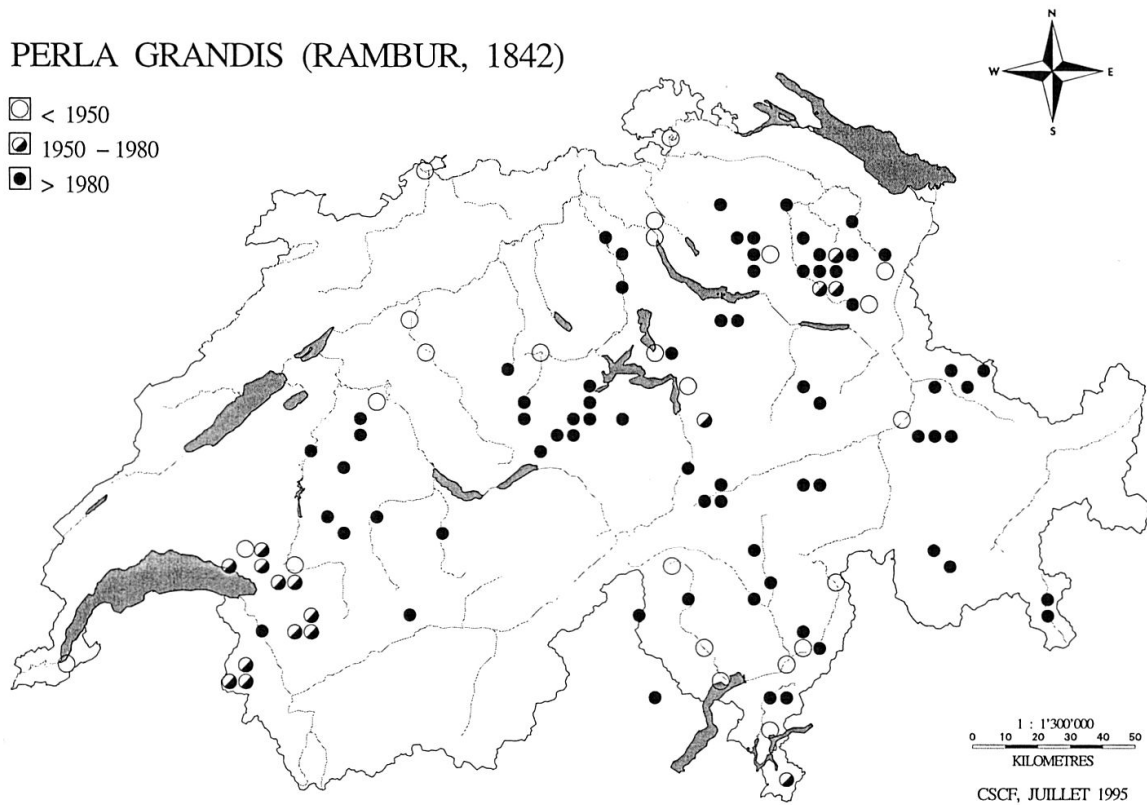 PERLA GRANDIS (RAMBUR, 1842)
< 1950
1950 – 1980
> 1980
N
W E
S
1 : 1'300'000
0 10 20 30 40 50
KILOMETRES
CSCF, JUILLET 1995